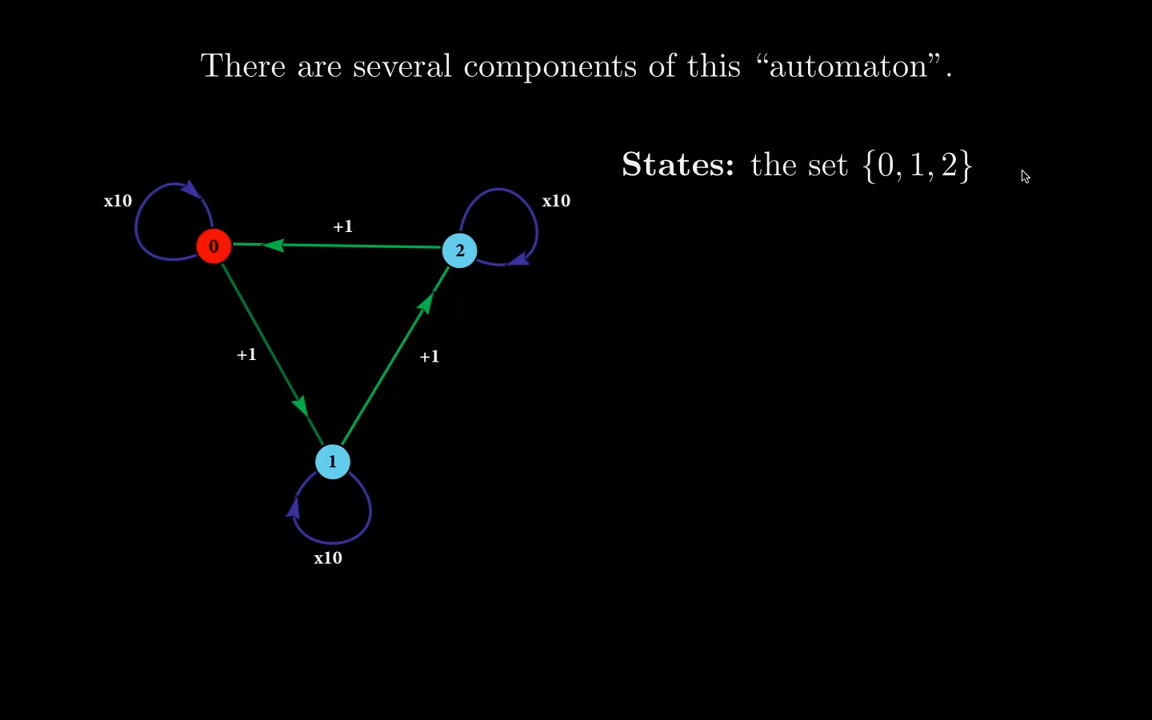 There are several components of this “automaton”.
States: the set {0, 1, 2}
x10
x10
+1
0
2
+1
+1
1
x10